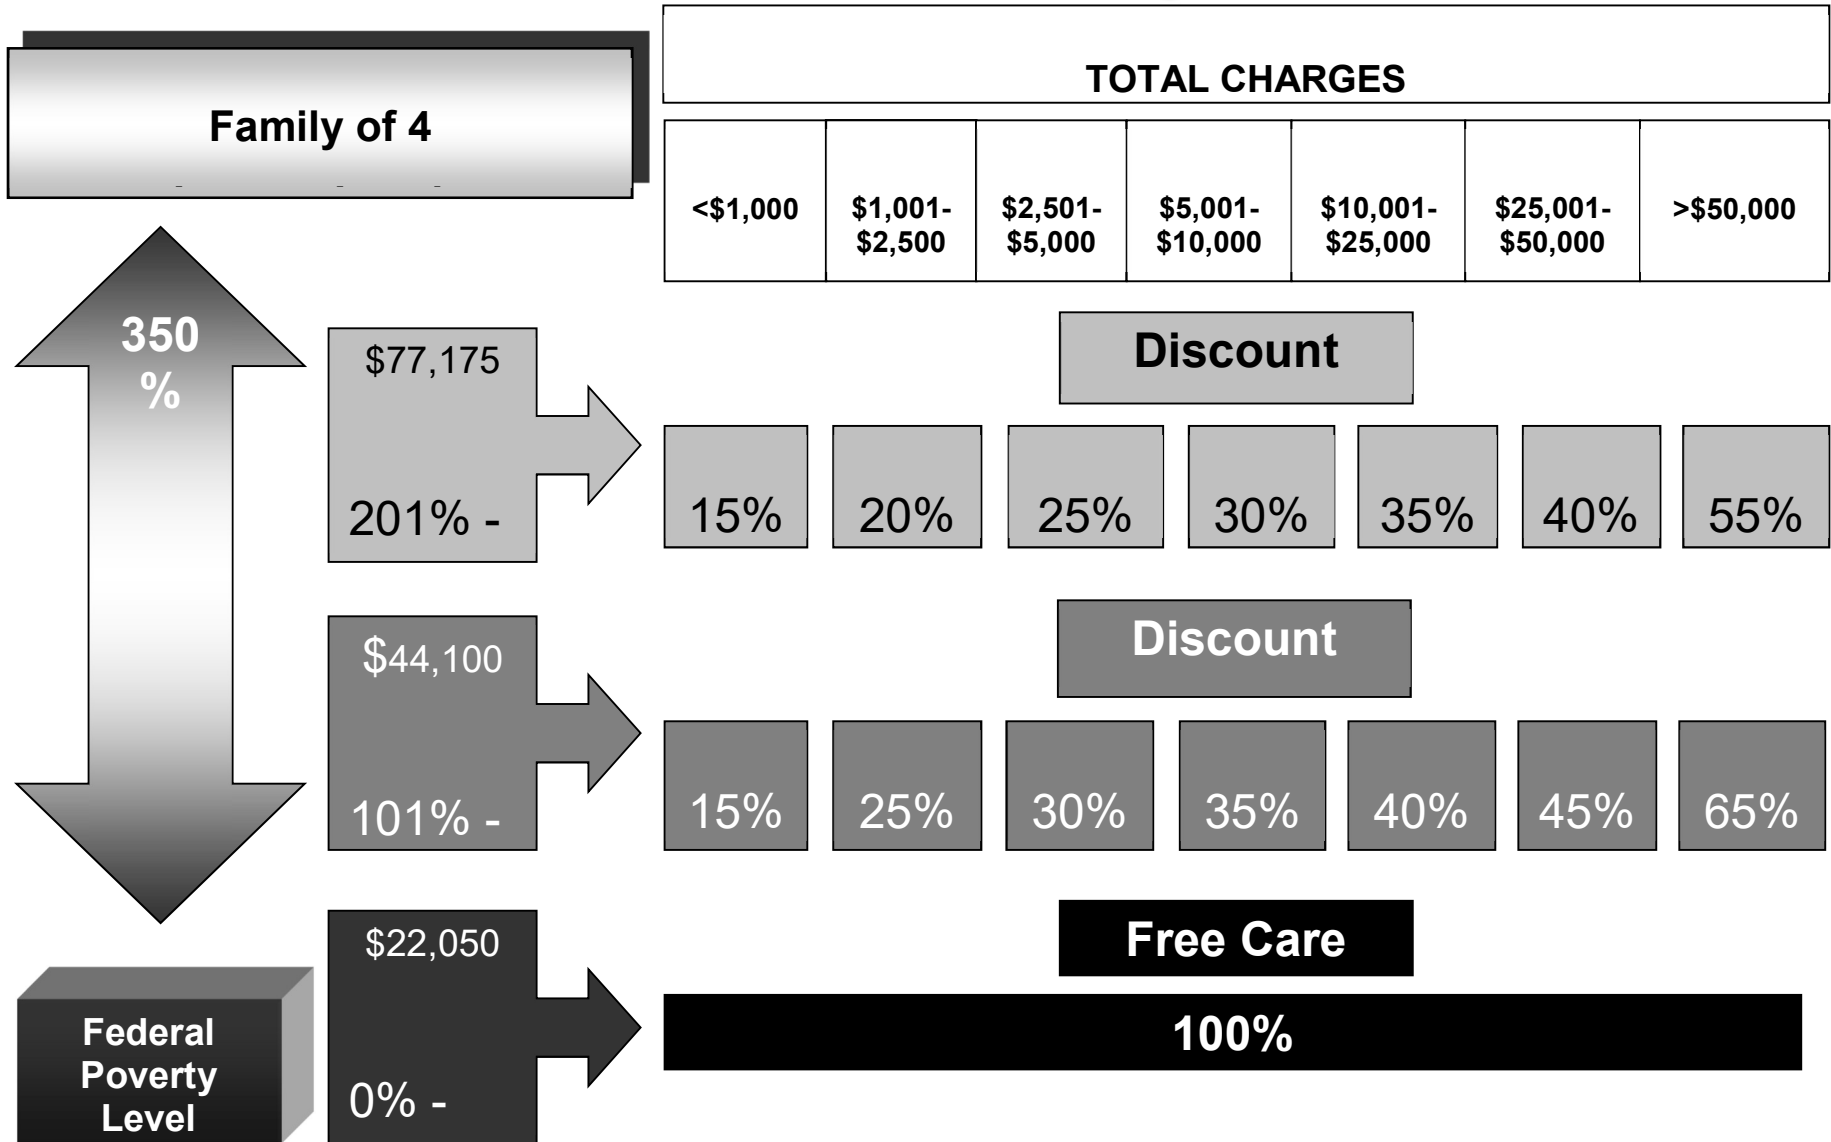 Family of 4
TOTAL CHARGES
<$1,000
$1,001-
$2,500
$2,501-
$5,000
$5,001-
$10,000
$10,001-
$25,000
$25,001-
$50,000
>$50,000
350
%
$77,175
201% -
Discount
15% 20% 25% 30% 35% 40% 55%
$44,100
101% -
Discount
15% 25% 30% 35% 40% 45% 65%
$22,050
0% -
Free Care
100%
Federal
Poverty
Level